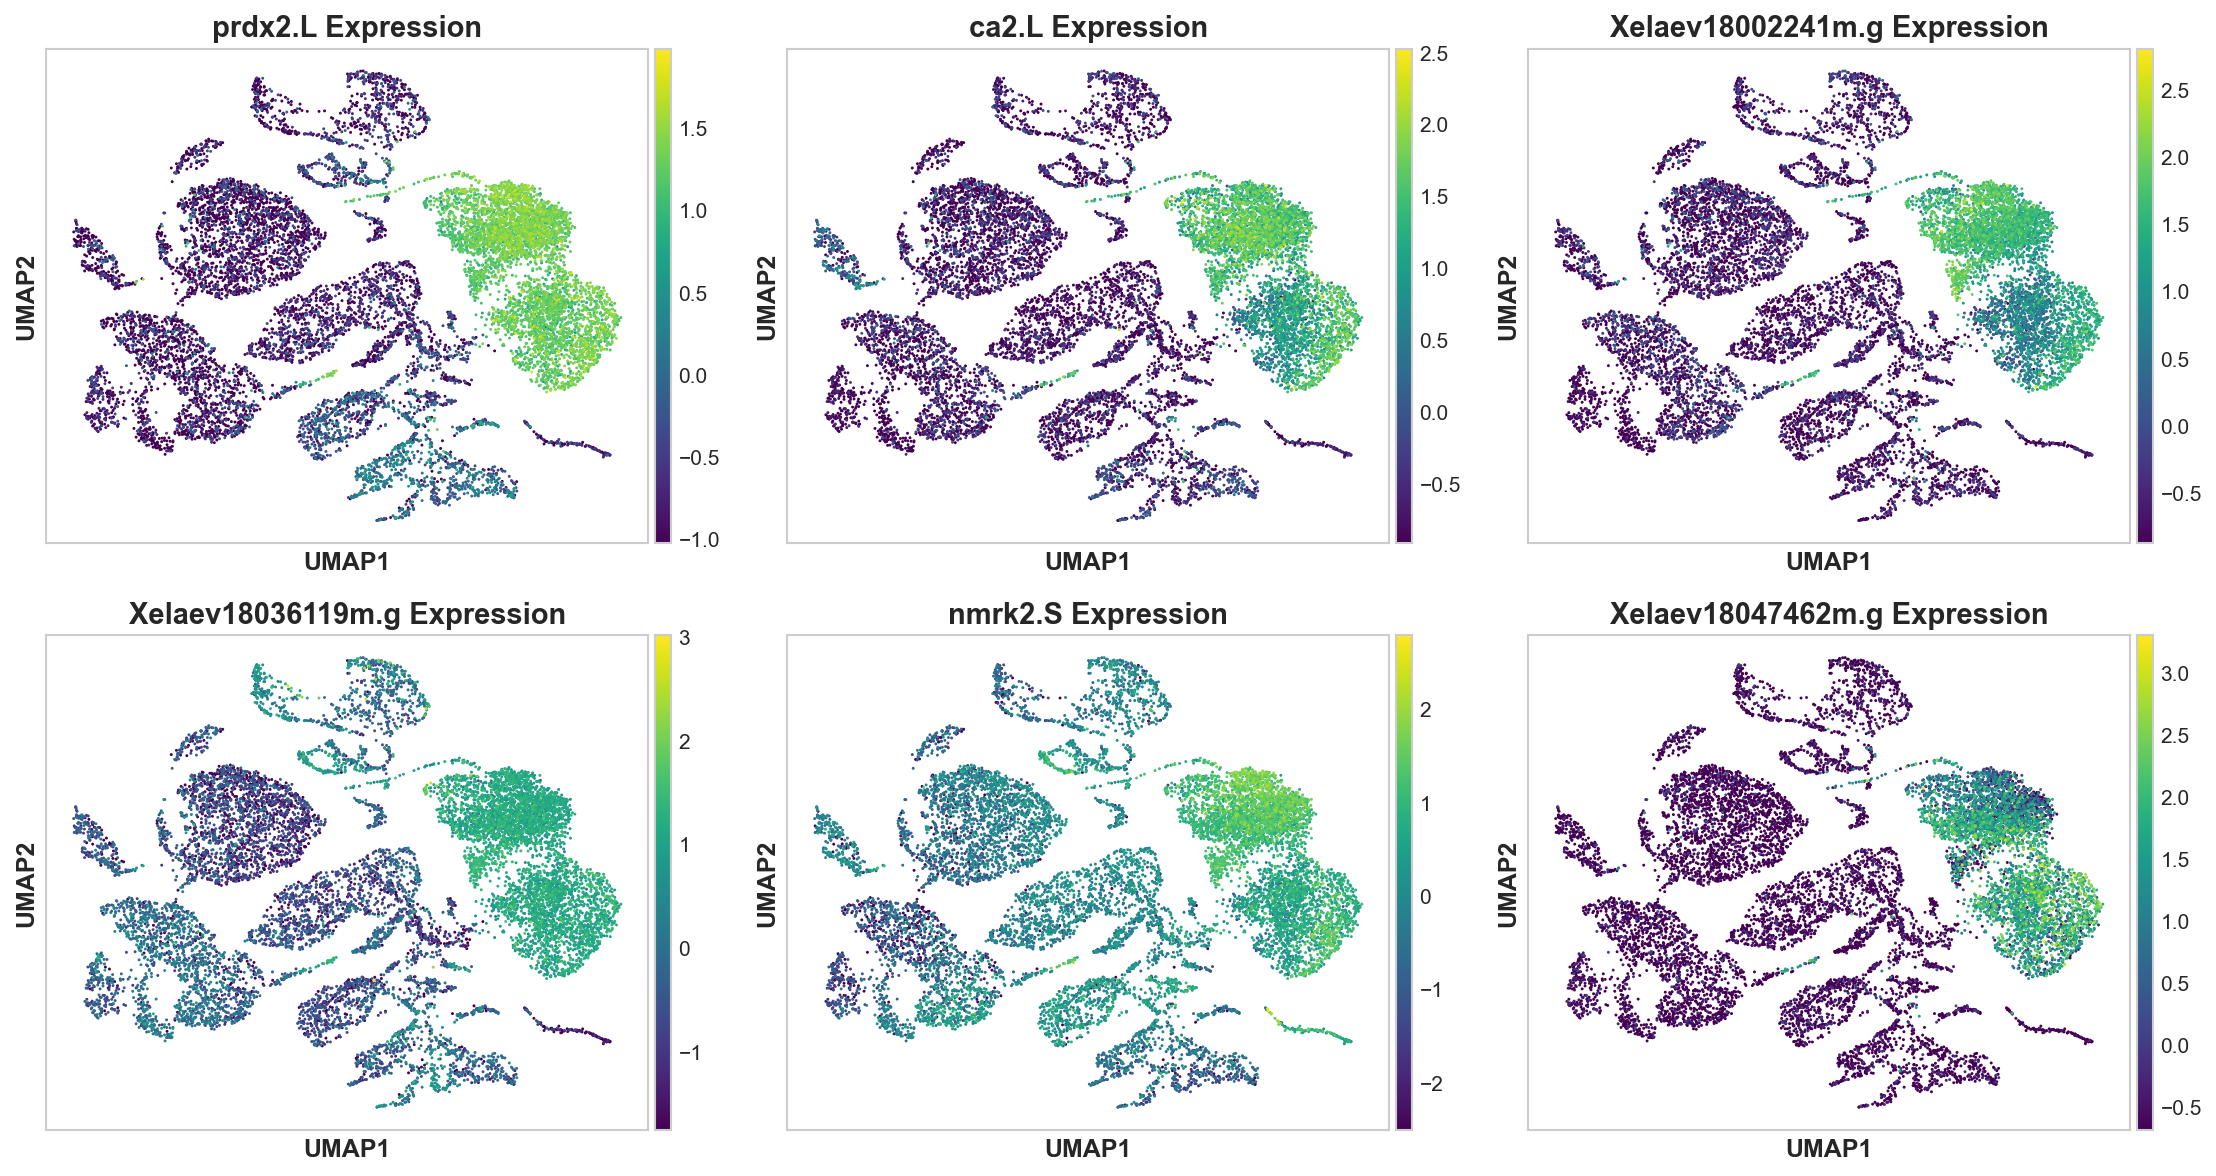 prdx2.L Expression
UMAP2
UMAP1
1.5
1.0
0.5
0.0
−0.5
−1.0
ca2.L Expression
UMAP2
UMAP1
2.5
2.0
1.5
1.0
0.5
0.0
−0.5
Xelaev18002241m.g Expression
UMAP2
UMAP1
2.5
2.0
1.5
1.0
0.5
0.0
−0.5
Xelaev18036119m.g Expression
UMAP2
UMAP1
3
2
1
0
−1
nmrk2.S Expression
UMAP2
UMAP1
2
1
0
−1
−2
Xelaev18047462m.g Expression
UMAP2
UMAP1
3.0
2.5
2.0
1.5
1.0
0.5
0.0
−0.5